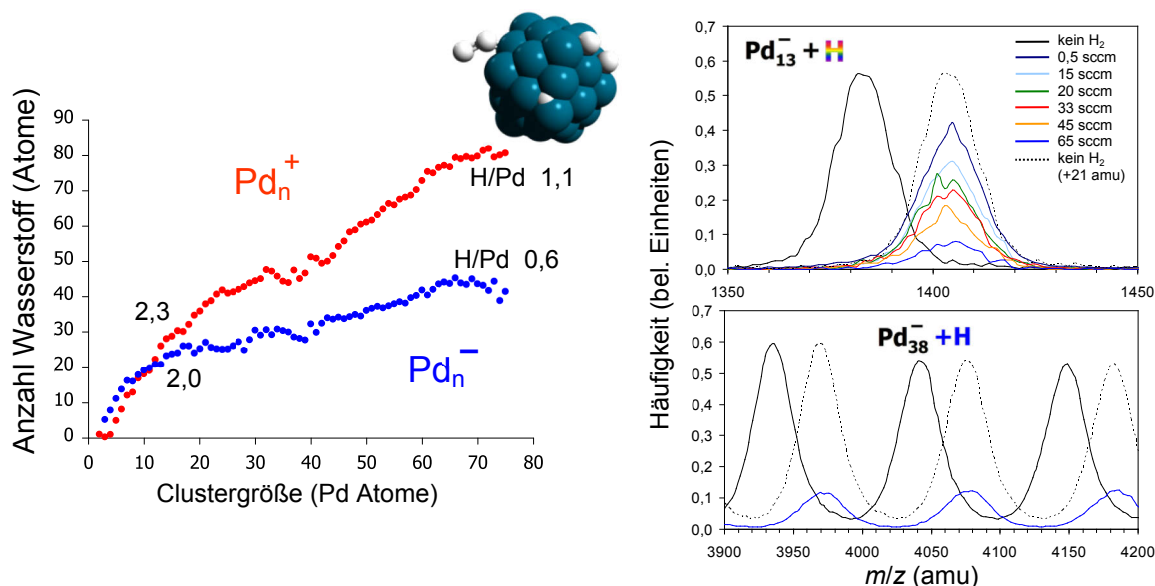 Anzahl Wasserstoff (Atome)
90
80
70
60
50
40
30
20
10
0
0 10 20 30 40 50 60 70 80
Clustergröße (Pd Atome)
Pdn+
H/Pd 1,1
H/Pd 0,6
2,3
2,0
Pdn−
Häufigkeit (bel. Einheiten)
0,7
0,6
0,5
0,4
0,3
0,2
0,1
0,0
Pd13− + H
kein H2
0,5 sccm
15 sccm
20 sccm
33 sccm
45 sccm
65 sccm
kein H2
(+21 amu)
1350 1400 1450
0,7
0,6
0,5
0,4
0,3
0,2
0,1
0,0
Pd38− +H
3900 3950 4000 4050 4100 4150 4200
m/z (amu)